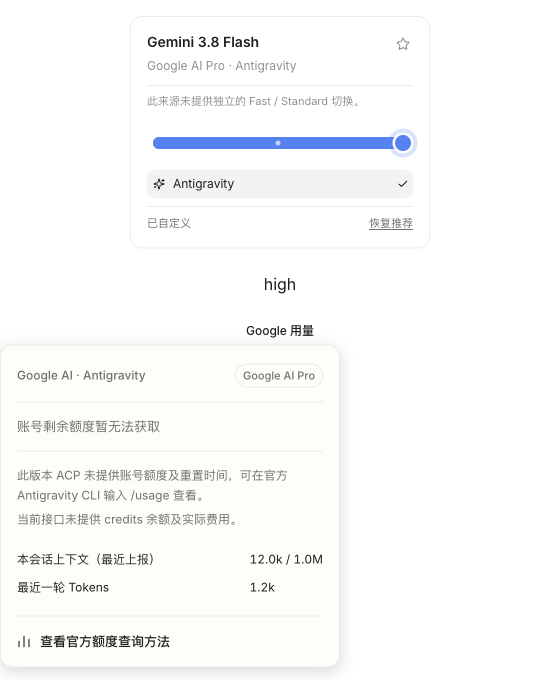 Gemini 3.8 Flash
Google AI Pro · Antigravity
此来源未提供独立的 Fast / Standard 切换。
Antigravity
已自定义
恢复推荐
high
Google 用量
Google AI · Antigravity
Google AI Pro
账号剩余额度暂无法获取
此版本 ACP 未提供账号额度及重置时间，可在官方
Antigravity CLI 输入 /usage 查看。
当前接口未提供 credits 余额及实际费用。
本会话上下文（最近上报）
12.0k / 1.0M
最近一轮 Tokens
1.2k
查看官方额度查询方法